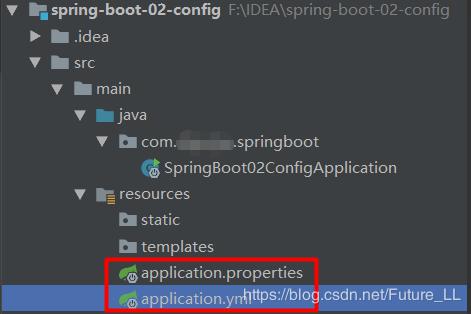 spring-boot-02-config F:\IDEA\spring-boot-02-config
.idea
src
main
java
com. .springboot
SpringBoot02ConfigApplication
resources
static
templates
application.properties
application.yml https://blog.csdn.net/Future_LL